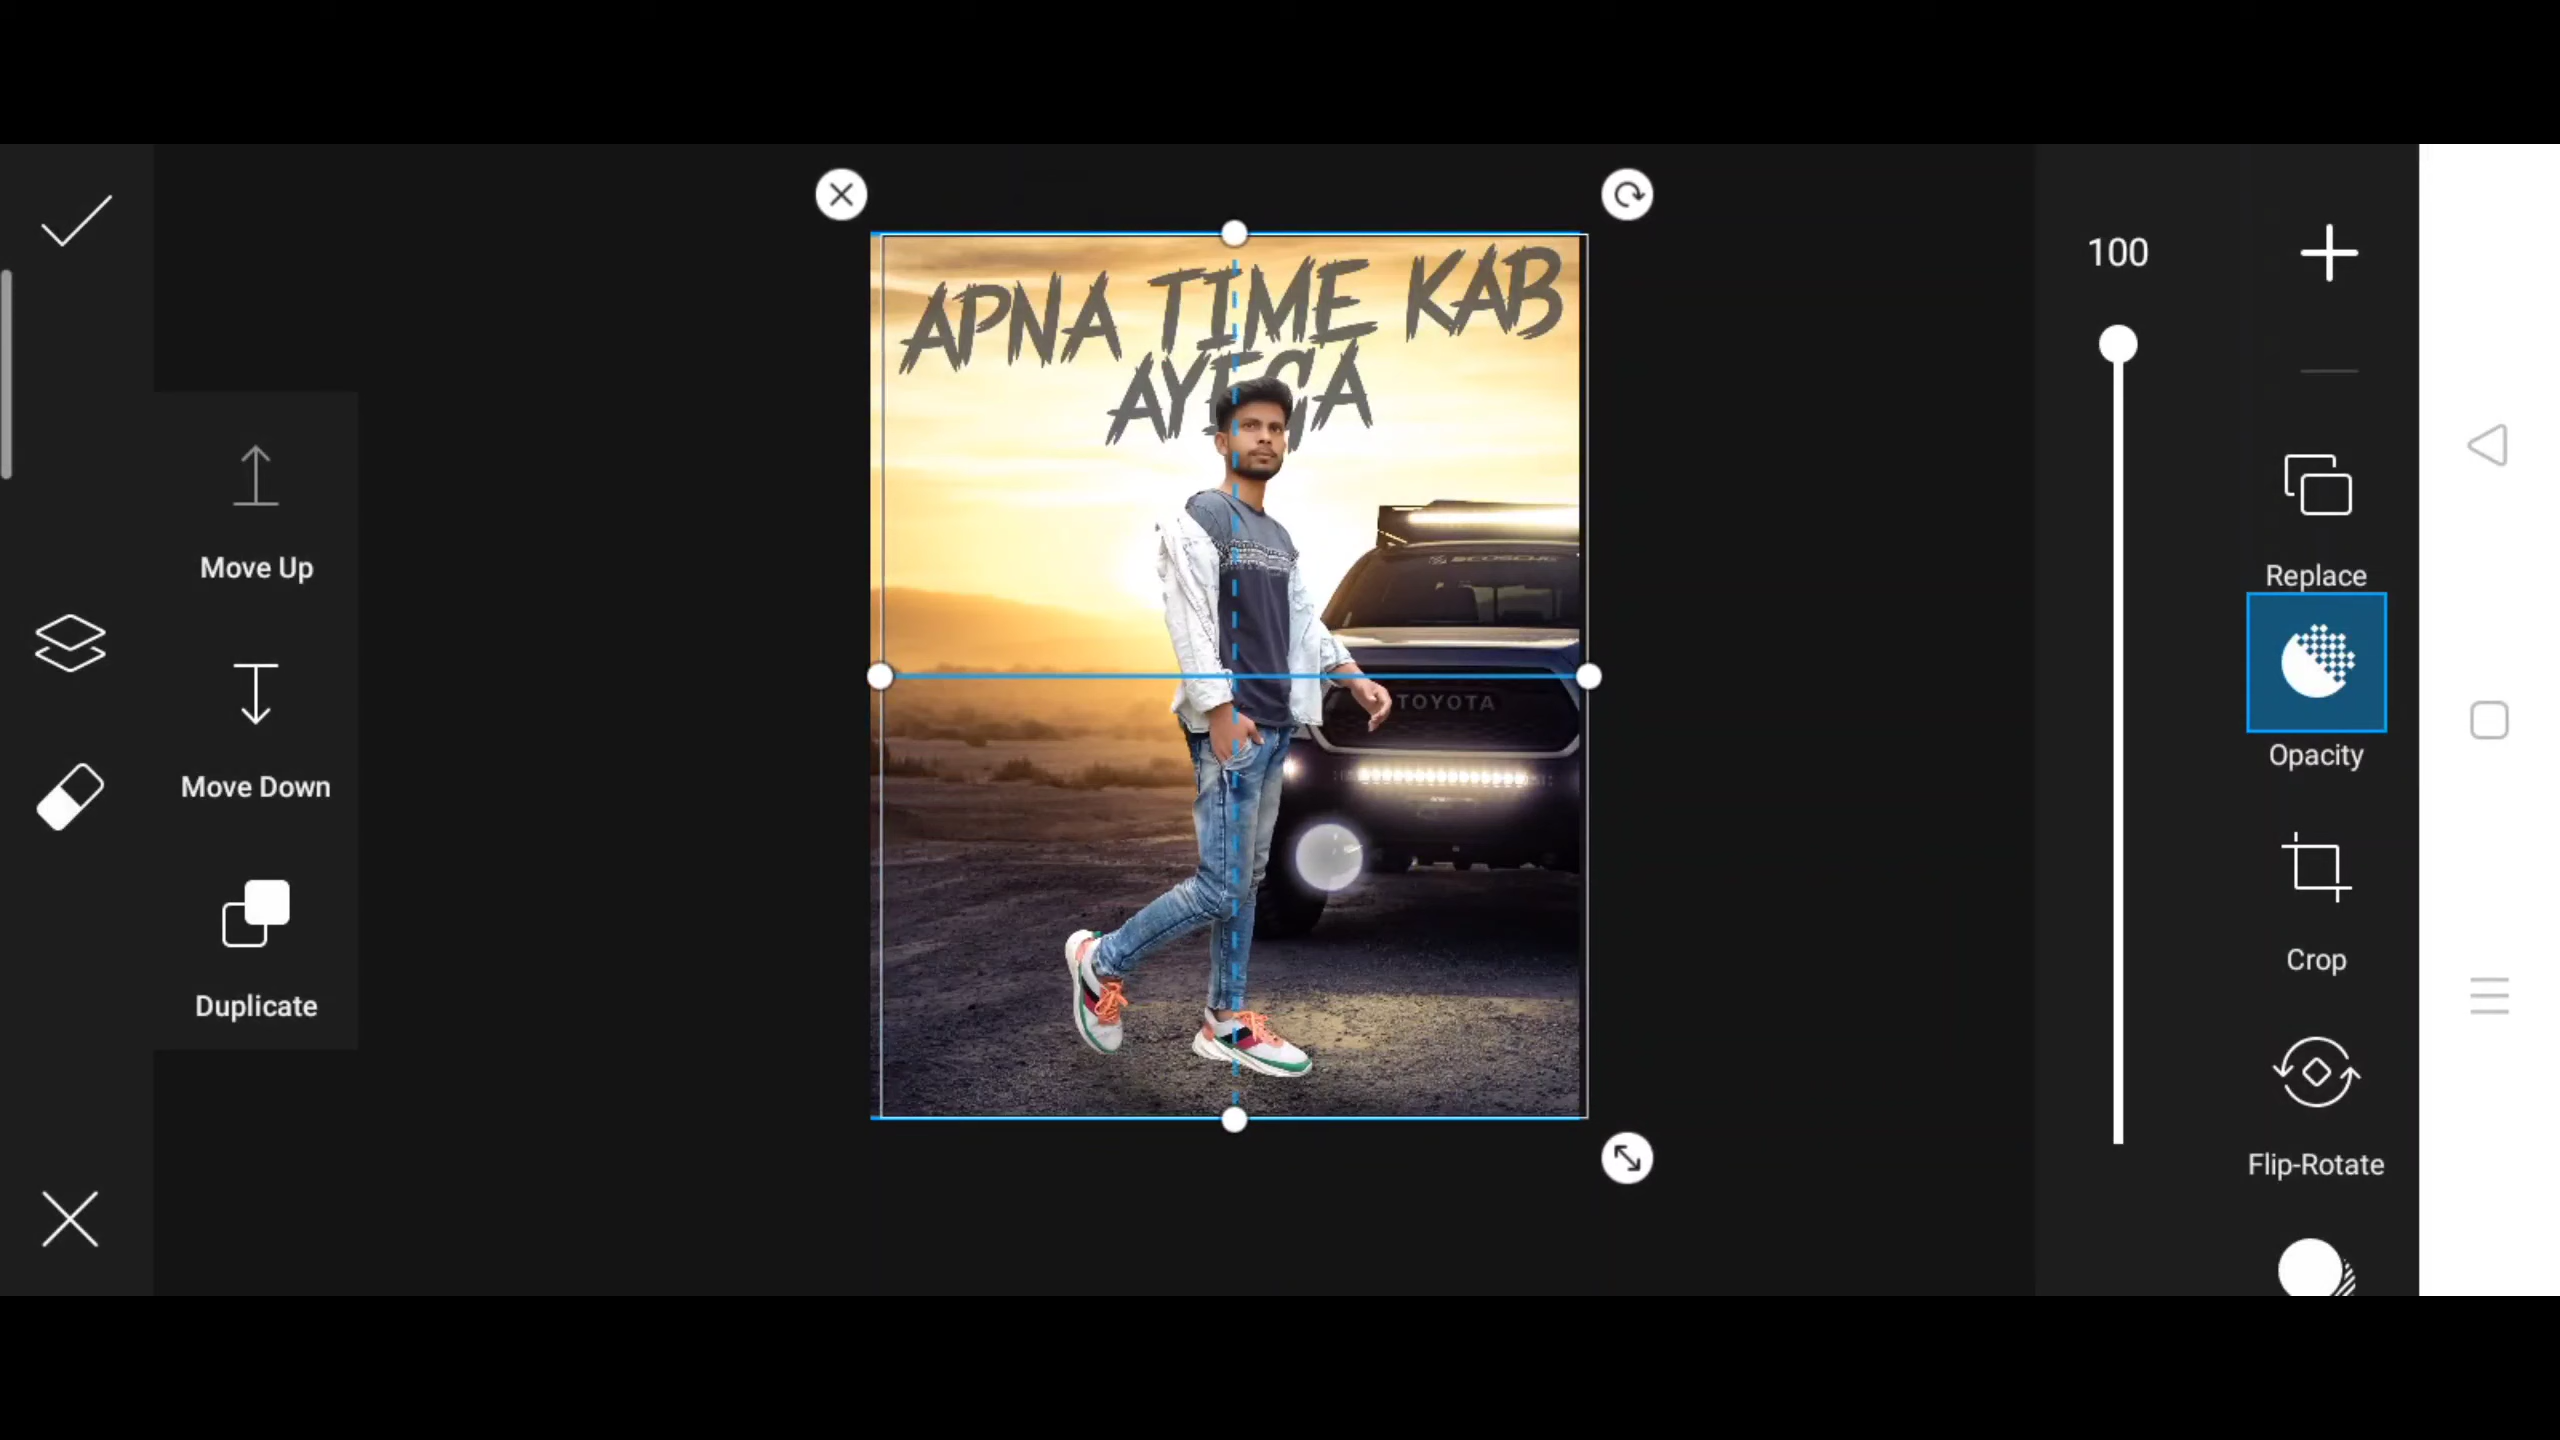 100
APNA TIME KAB
AYEGA
Move Up
Replace
TOYOTA
Opacity
Move Down
Crop
Duplicate
Flip-Rotate